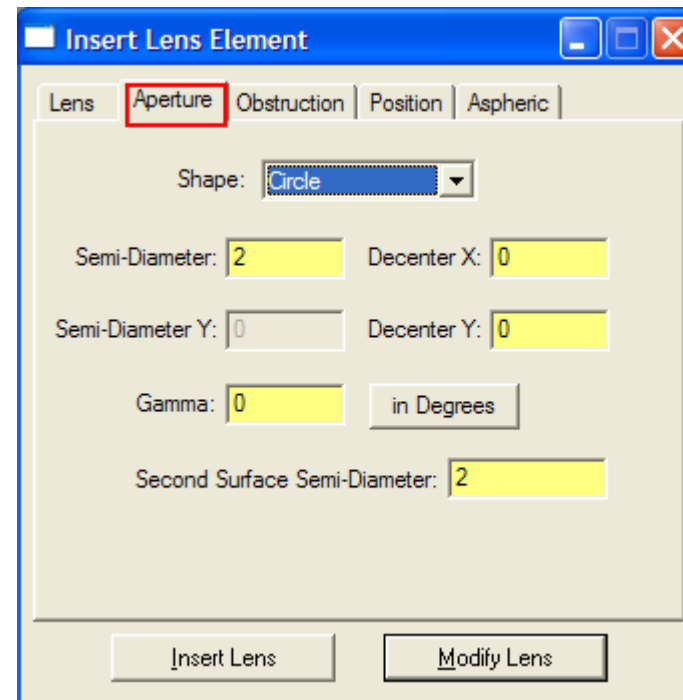 Insert Lens Element
Lens Aperture Obstruction Position Aspheric
Shape: Circle
Semi-Diameter: 2 Decenter X: 0
Semi-Diameter Y: 0 Decenter Y: 0
Gamma: 0 in Degrees
Second Surface Semi-Diameter: 2
Insert Lens Modify Lens